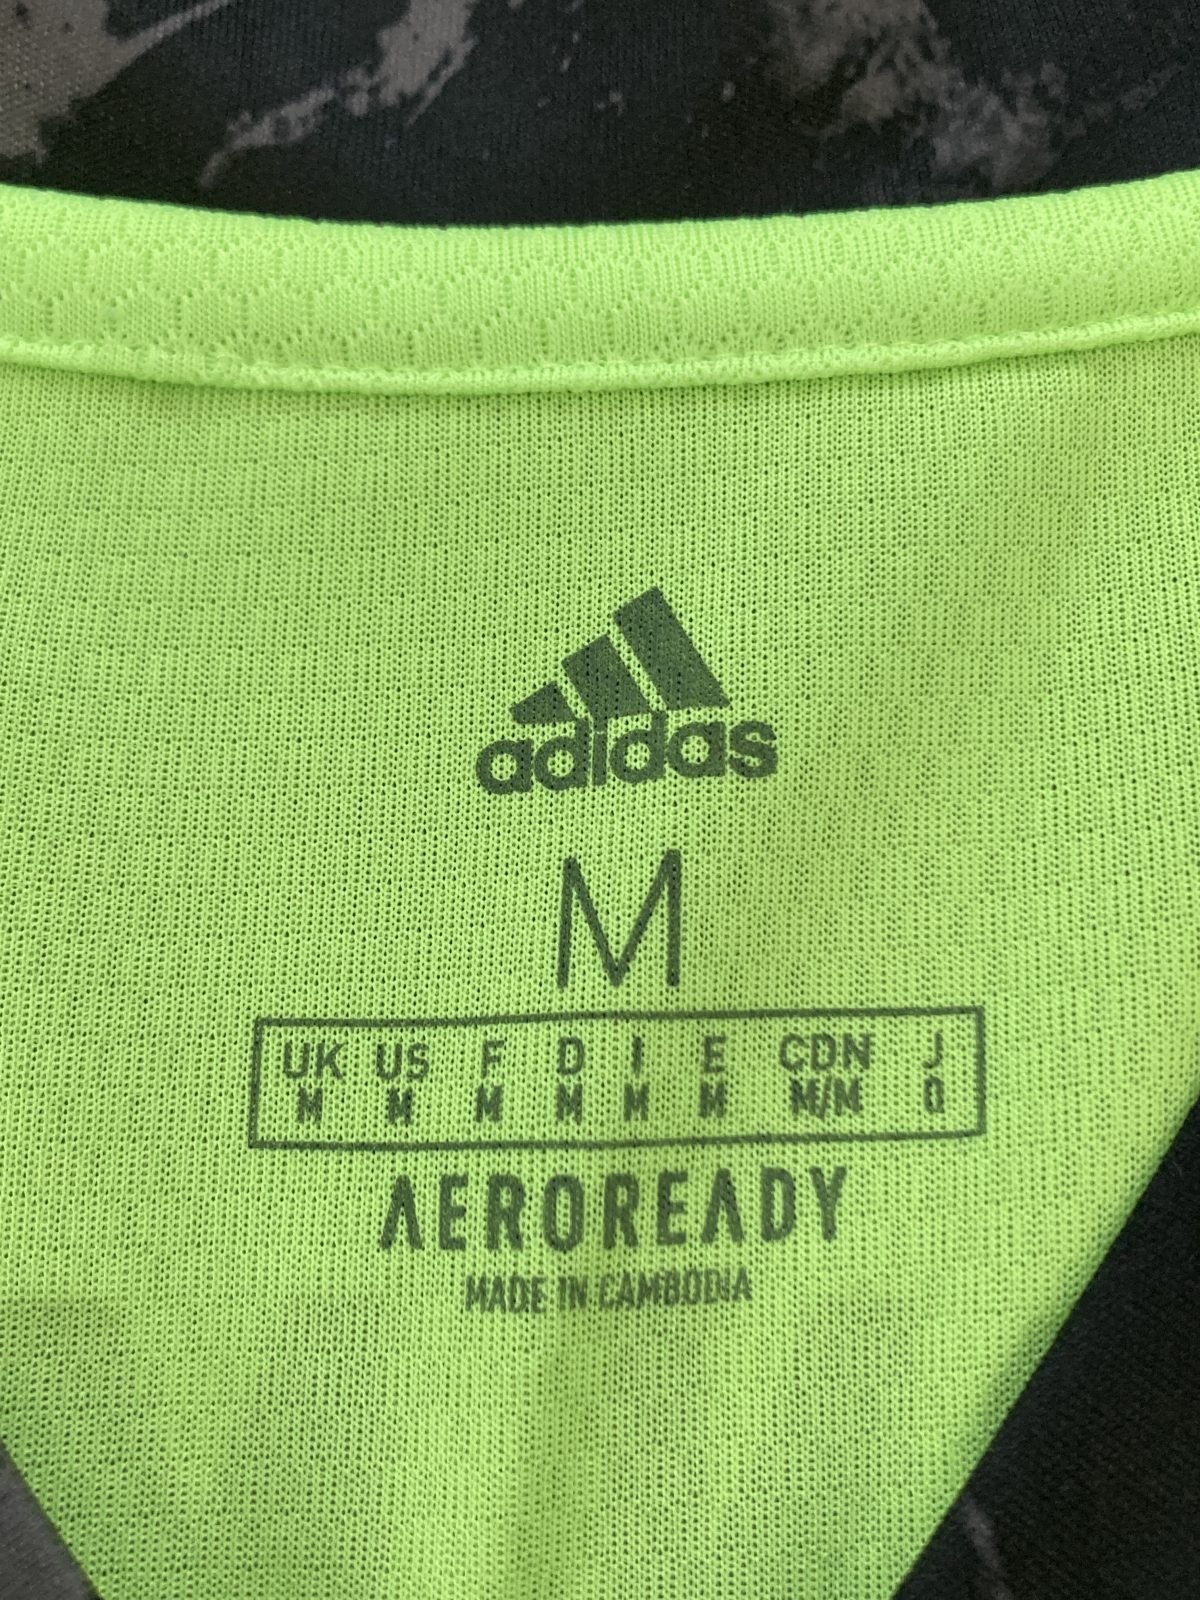 adidas
M
UK US F D I E CDN J
M M M M M M M/M O
AEROREADY
MADE IN CAMBODIA